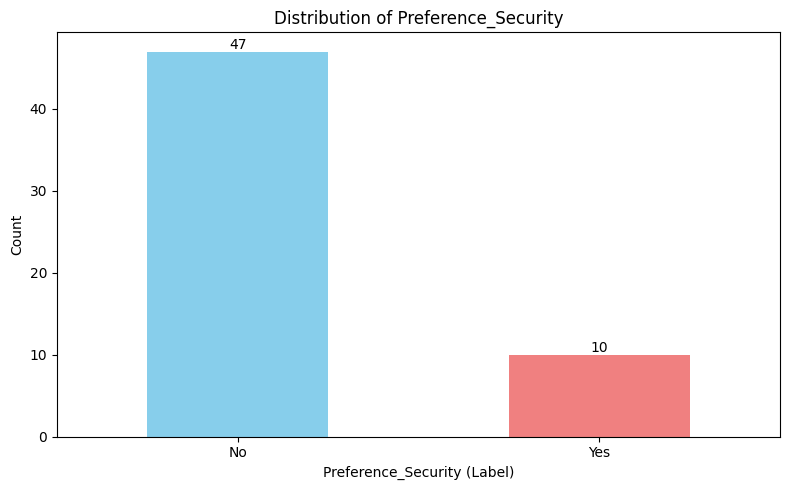 Distribution of Preference_Security
47
40
30
20
10
0
Count
10
No
Yes
Preference_Security (Label)